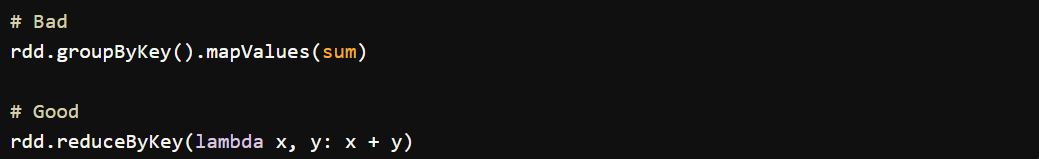 # Bad
rdd.groupByKey().mapValues(sum)
# Good
rdd.reduceByKey(lambda x, y: x + y)